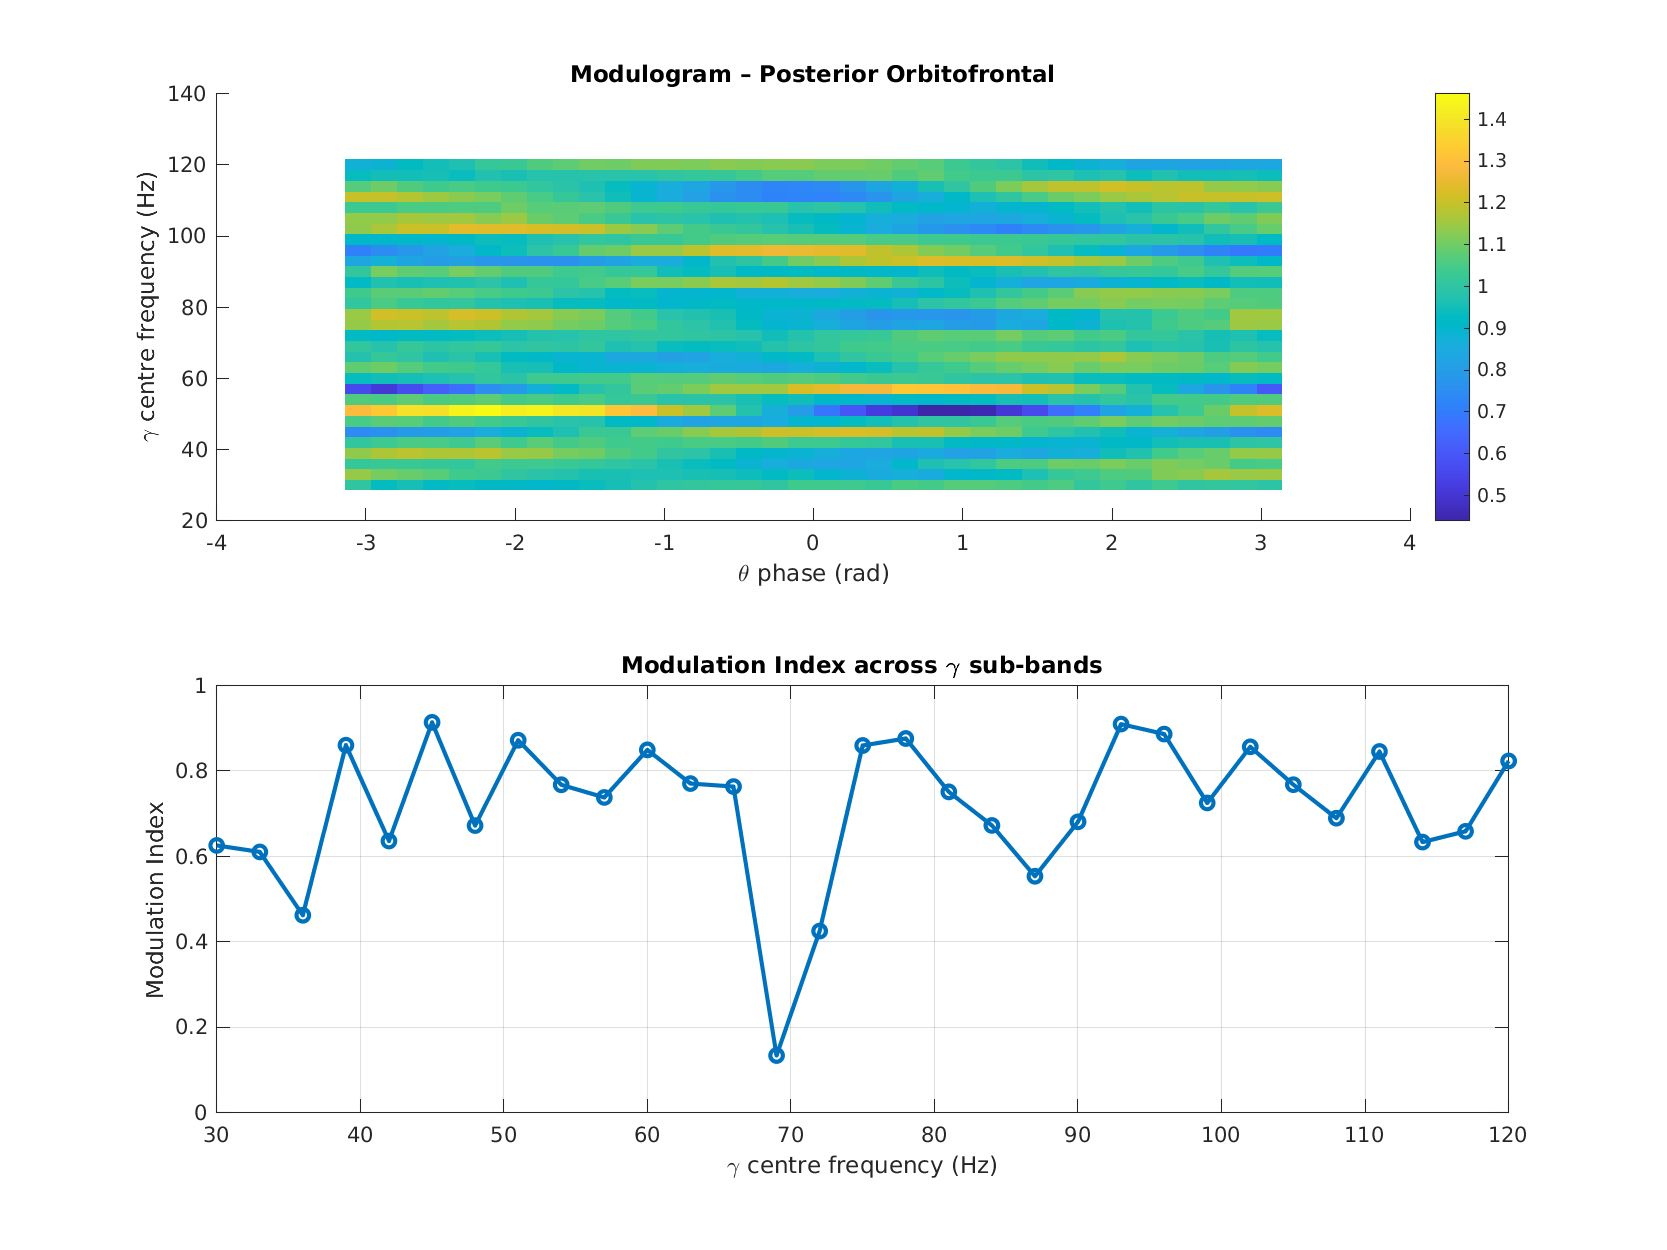 Modulogram – Posterior Orbitofrontal
140
120
100
80
60
40
20
γ centre frequency (Hz)
-4 -3 -2 -1 0 1 2 3 4
θ phase (rad)
1.4
1.3
1.2
1.1
1
0.9
0.8
0.7
0.6
0.5
Modulation Index across γ sub-bands
1
0.8
0.6
0.4
0.2
0
Modulation Index
30 40 50 60 70 80 90 100 110 120
γ centre frequency (Hz)